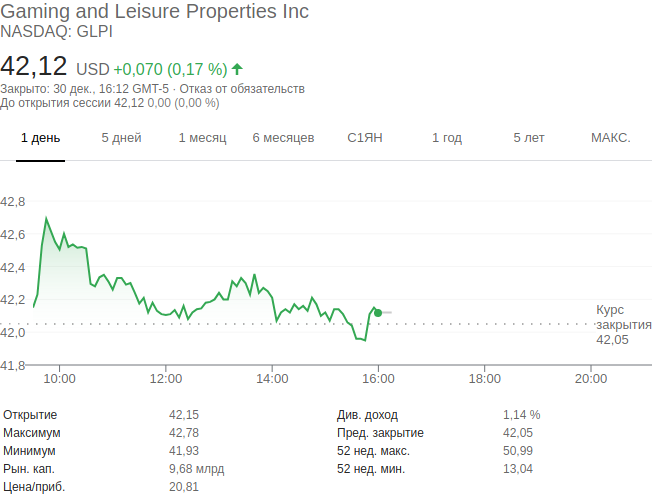 Gaming and Leisure Properties Inc
NASDAQ: GLPI
42,12 USD +0,070 (0,17 %)
Закрыто: 30 дек., 16:12 GMT-5 · Отказ от обязательств
До открытия сессии 42,12 0,00 (0,00 %)
1 день 5 дней 1 месяц 6 месяцев С1ЯН 1 год 5 лет МАКС.
42,8
42,6
42,4
42,2
42,0
41,8
Курс
закрытия
42,05
10:00 12:00 14:00 16:00 18:00 20:00
Открытие 42,15 Див. доход 1,14 %
Максимум 42,78 Пред. закрытие 42,05
Минимум 41,93 52 нед. макс. 50,99
Рын. кап. 9,68 млрд 52 нед. мин. 13,04
Цена/приб. 20,81